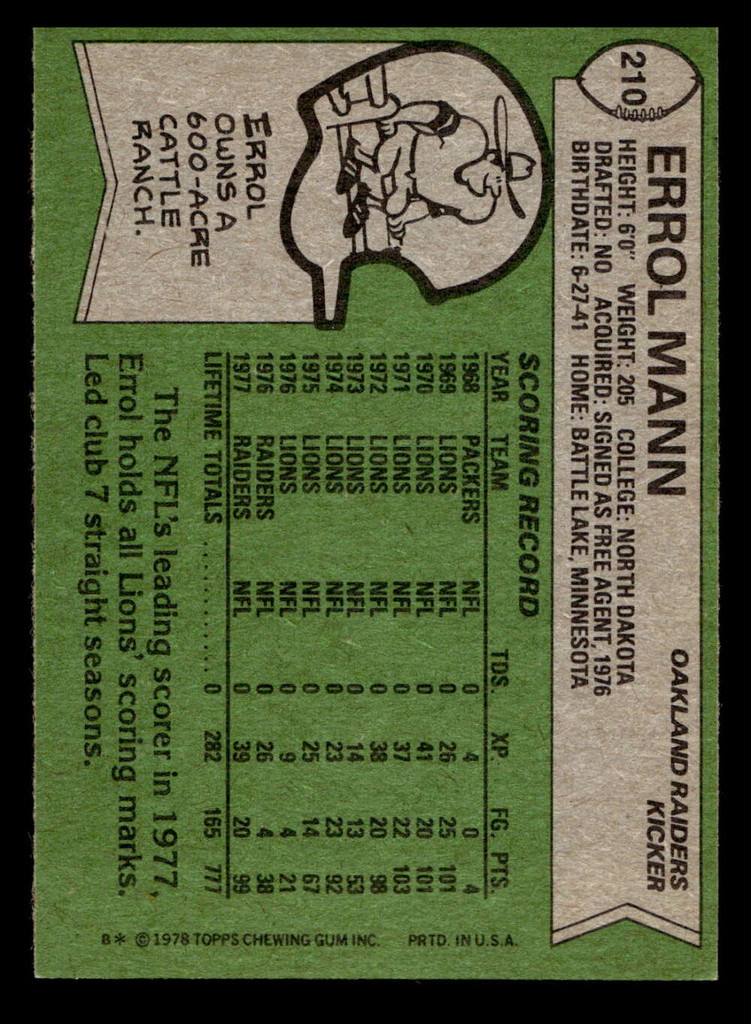 210
ERROL MANN
OAKLAND RAIDERS
KICKER
HEIGHT: 6'0" WEIGHT: 205 COLLEGE: NORTH DAKOTA
DRAFTED: NO ACQUIRED: SIGNED AS FREE AGENT, 1976
BIRTHDATE: 6-27-41 HOME: BATTLE LAKE, MINNESOTA
ERROL
OWNS A
600-ACRE
CATTLE
RANCH.
SCORING RECORD
YEAR TEAM TDS. XP. FG. PTS.
1968 PACKERS NFL 0 4 0 4
1969 LIONS NFL 0 26 25 101
1970 LIONS NFL 0 41 20 101
1971 LIONS NFL 0 37 22 103
1972 LIONS NFL 0 38 20 98
1973 LIONS NFL 0 14 13 53
1974 LIONS NFL 0 23 23 92
1975 LIONS NFL 0 25 14 67
1976 LIONS NFL 0 9 4 21
1976 RAIDERS NFL 0 26 4 38
1977 RAIDERS NFL 0 39 20 99
LIFETIME TOTALS ............. 0 282 165 777
The NFL's leading scorer in 1977,
Errol holds all Lions' scoring marks.
Led club 7 straight seasons.
B* © 1978 TOPPS CHEWING GUM INC. PRTD. IN U.S.A.